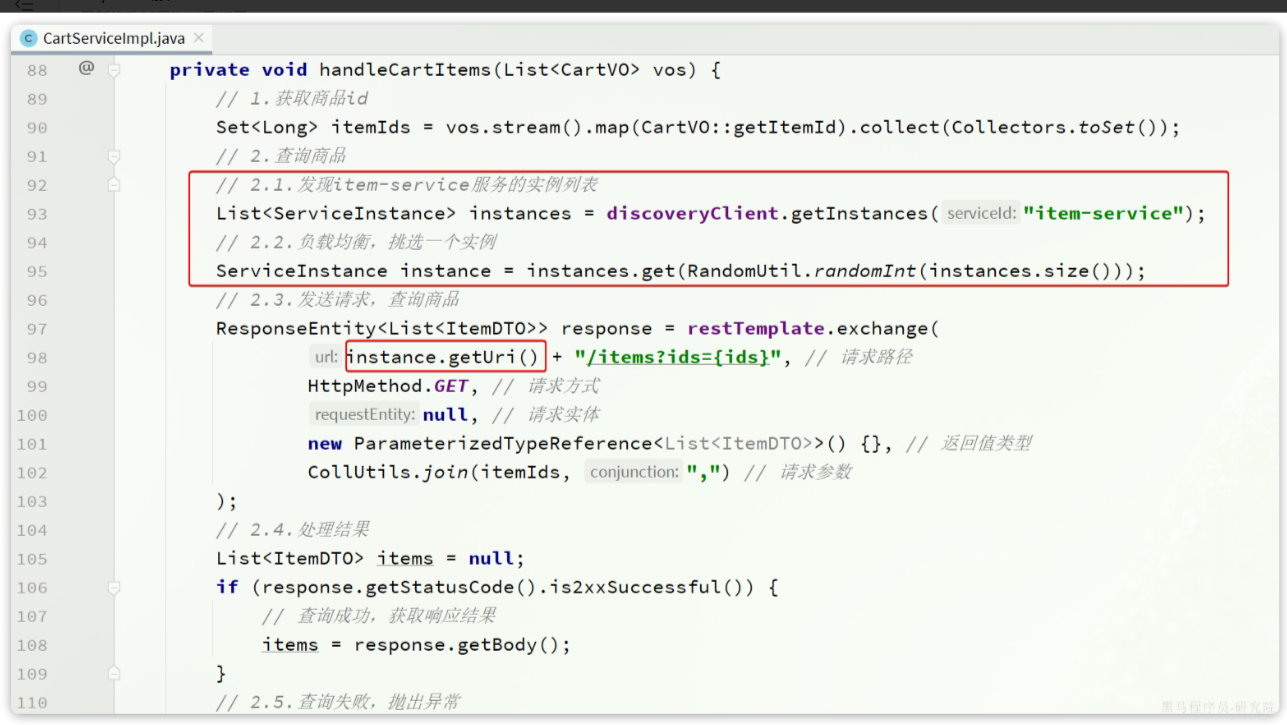 CartServiceImpl.java
88 @ private void handleCartItems(List<CartVO> vos) {
89 // 1.获取商品id
90 Set<Long> itemIds = vos.stream().map(CartVO::getItemId).collect(Collectors.toSet());
91 // 2.查询商品
92 // 2.1.发现item-service服务的实例列表
93 List<ServiceInstance> instances = discoveryClient.getInstances( serviceId: "item-service");
94 // 2.2.负载均衡，挑选一个实例
95 ServiceInstance instance = instances.get(RandomUtil.randomInt(instances.size()));
96 // 2.3.发送请求，查询商品
97 ResponseEntity<List<ItemDTO>> response = restTemplate.exchange(
98 url: instance.getUri() + "/items?ids={ids}", // 请求路径
99 HttpMethod.GET, // 请求方式
100 requestEntity: null, // 请求实体
101 new ParameterizedTypeReference<List<ItemDTO>>() {}, // 返回值类型
102 CollUtils.join(itemIds, conjunction: ",") // 请求参数
103 );
104 // 2.4.处理结果
105 List<ItemDTO> items = null;
106 if (response.getStatusCode().is2xxSuccessful()) {
107 // 查询成功，获取响应结果
108 items = response.getBody();
109 }
110 // 2.5.查询失败，抛出异常
黑马程序员-研究院